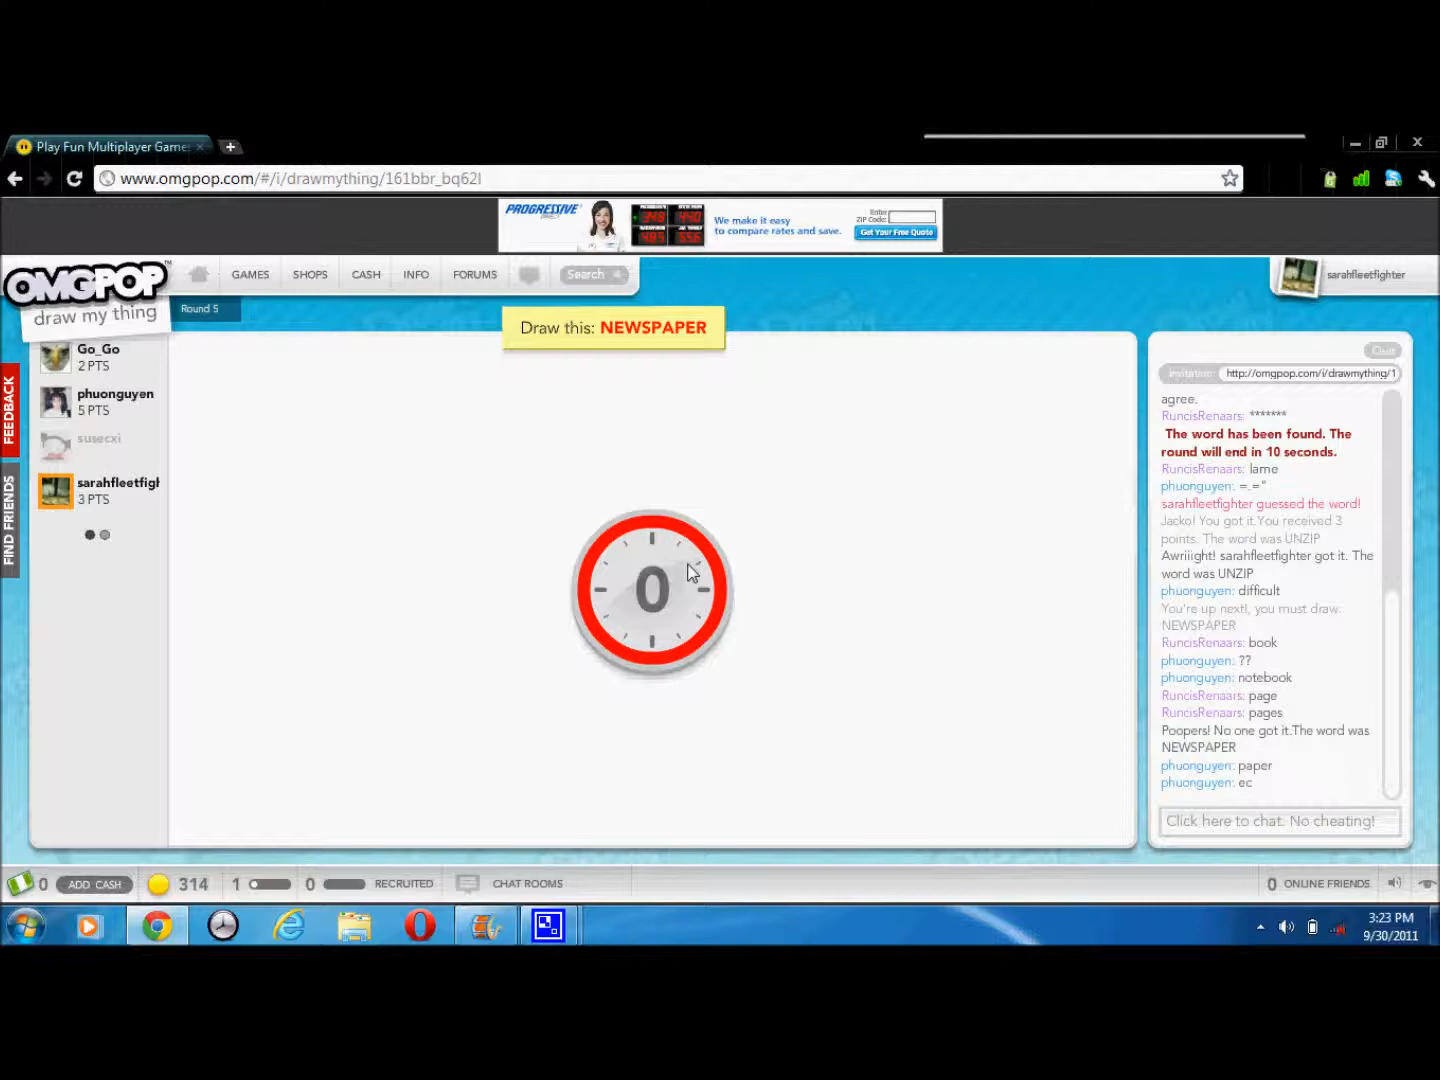 Play Fun Multiplayer Game
www.omgpop.com/#/i/drawmything/161bbr_bq62l
PROGRESSIVE
We make it easy
to compare rates and save.
Enter
ZIP Code:
Get Your Free Quote
OMGPOP™
draw my thing
GAMES
SHOPS
CASH
INFO
FORUMS
Search
sarahfleetfighter
Round 5
Draw this: NEWSPAPER
FEEDBACK
FIND FRIENDS
Go_Go
2 PTS
phuonguyen
5 PTS
susecxi
sarahfleetfigh
3 PTS
0
Clear
invitation: http://omgpop.com/i/drawmything/1
agree.
RuncisRenaars: *******
The word has been found. The
round will end in 10 seconds.
RuncisRenaars: lame
phuonguyen: =.="
sarahfleetfighter guessed the word!
Jacko! You got it.You received 3
points. The word was UNZIP
Awriiight! sarahfleetfighter got it. The
word was UNZIP
phuonguyen: difficult
You're up next!, you must draw:
NEWSPAPER
RuncisRenaars: book
phuonguyen: ??
phuonguyen: notebook
RuncisRenaars: page
RuncisRenaars: pages
Poopers! No one got it.The word was
NEWSPAPER
phuonguyen: paper
phuonguyen: ec
Click here to chat. No cheating!
0
ADD CASH
314
1
0
RECRUITED
CHAT ROOMS
0 ONLINE FRIENDS
3:23 PM
9/30/2011